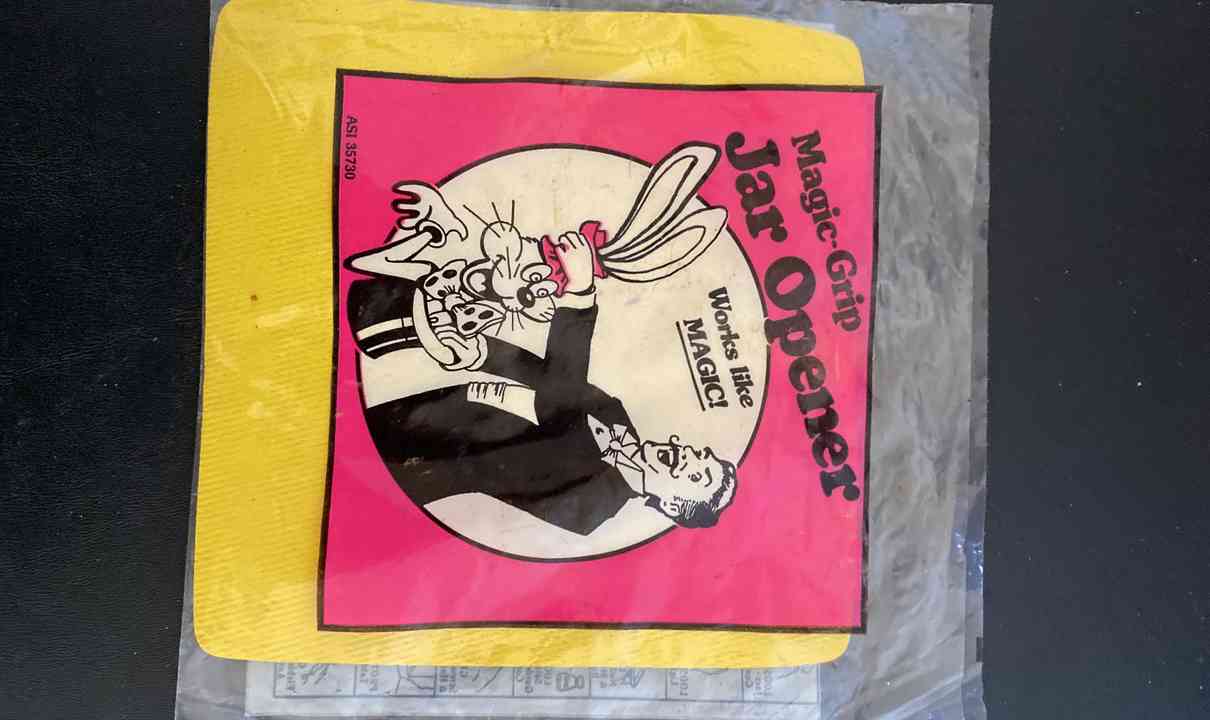 Magic-Grip
Jar Opener
Works like
MAGIC!
ASI 35730